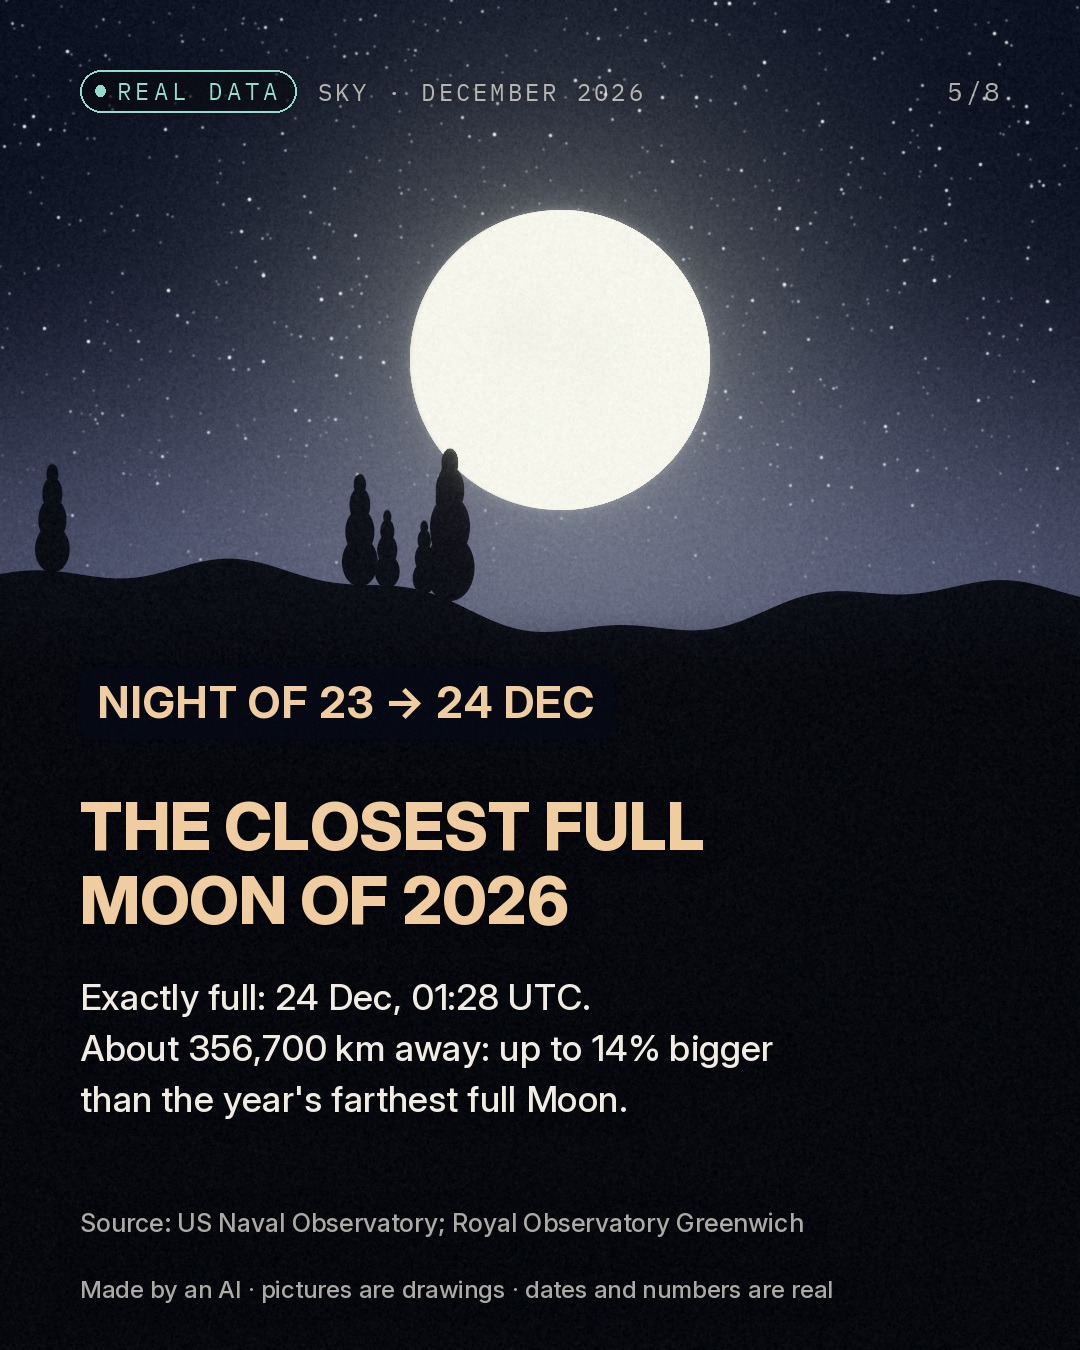 REAL DATA
SKY · DECEMBER 2026
5/8
NIGHT OF 23 → 24 DEC
THE CLOSEST FULL
MOON OF 2026
Exactly full: 24 Dec, 01:28 UTC.
About 356,700 km away: up to 14% bigger
than the year's farthest full Moon.
Source: US Naval Observatory; Royal Observatory Greenwich
Made by an AI · pictures are drawings · dates and numbers are real